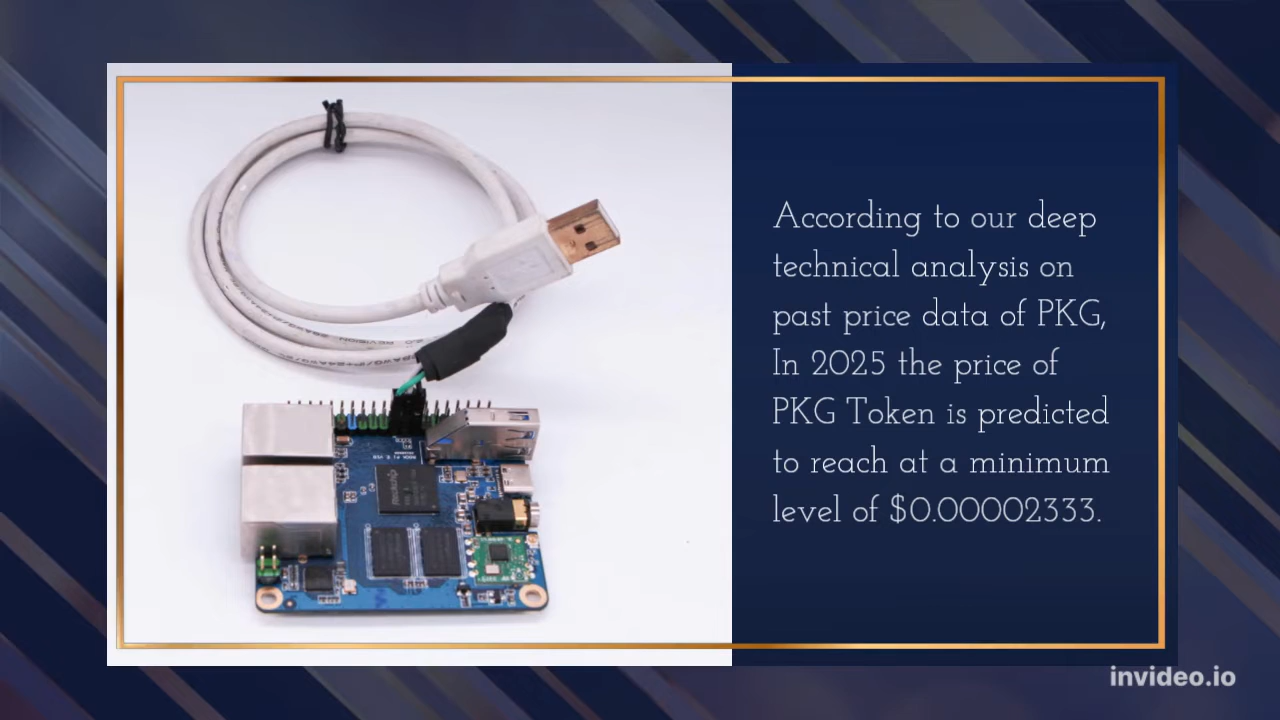 According to our deep
technical analysis on
past price data of PKG,
In 2025 the price of
PKG Token is predicted
to reach at a minimum
level of $0.00002333.
invideo.io